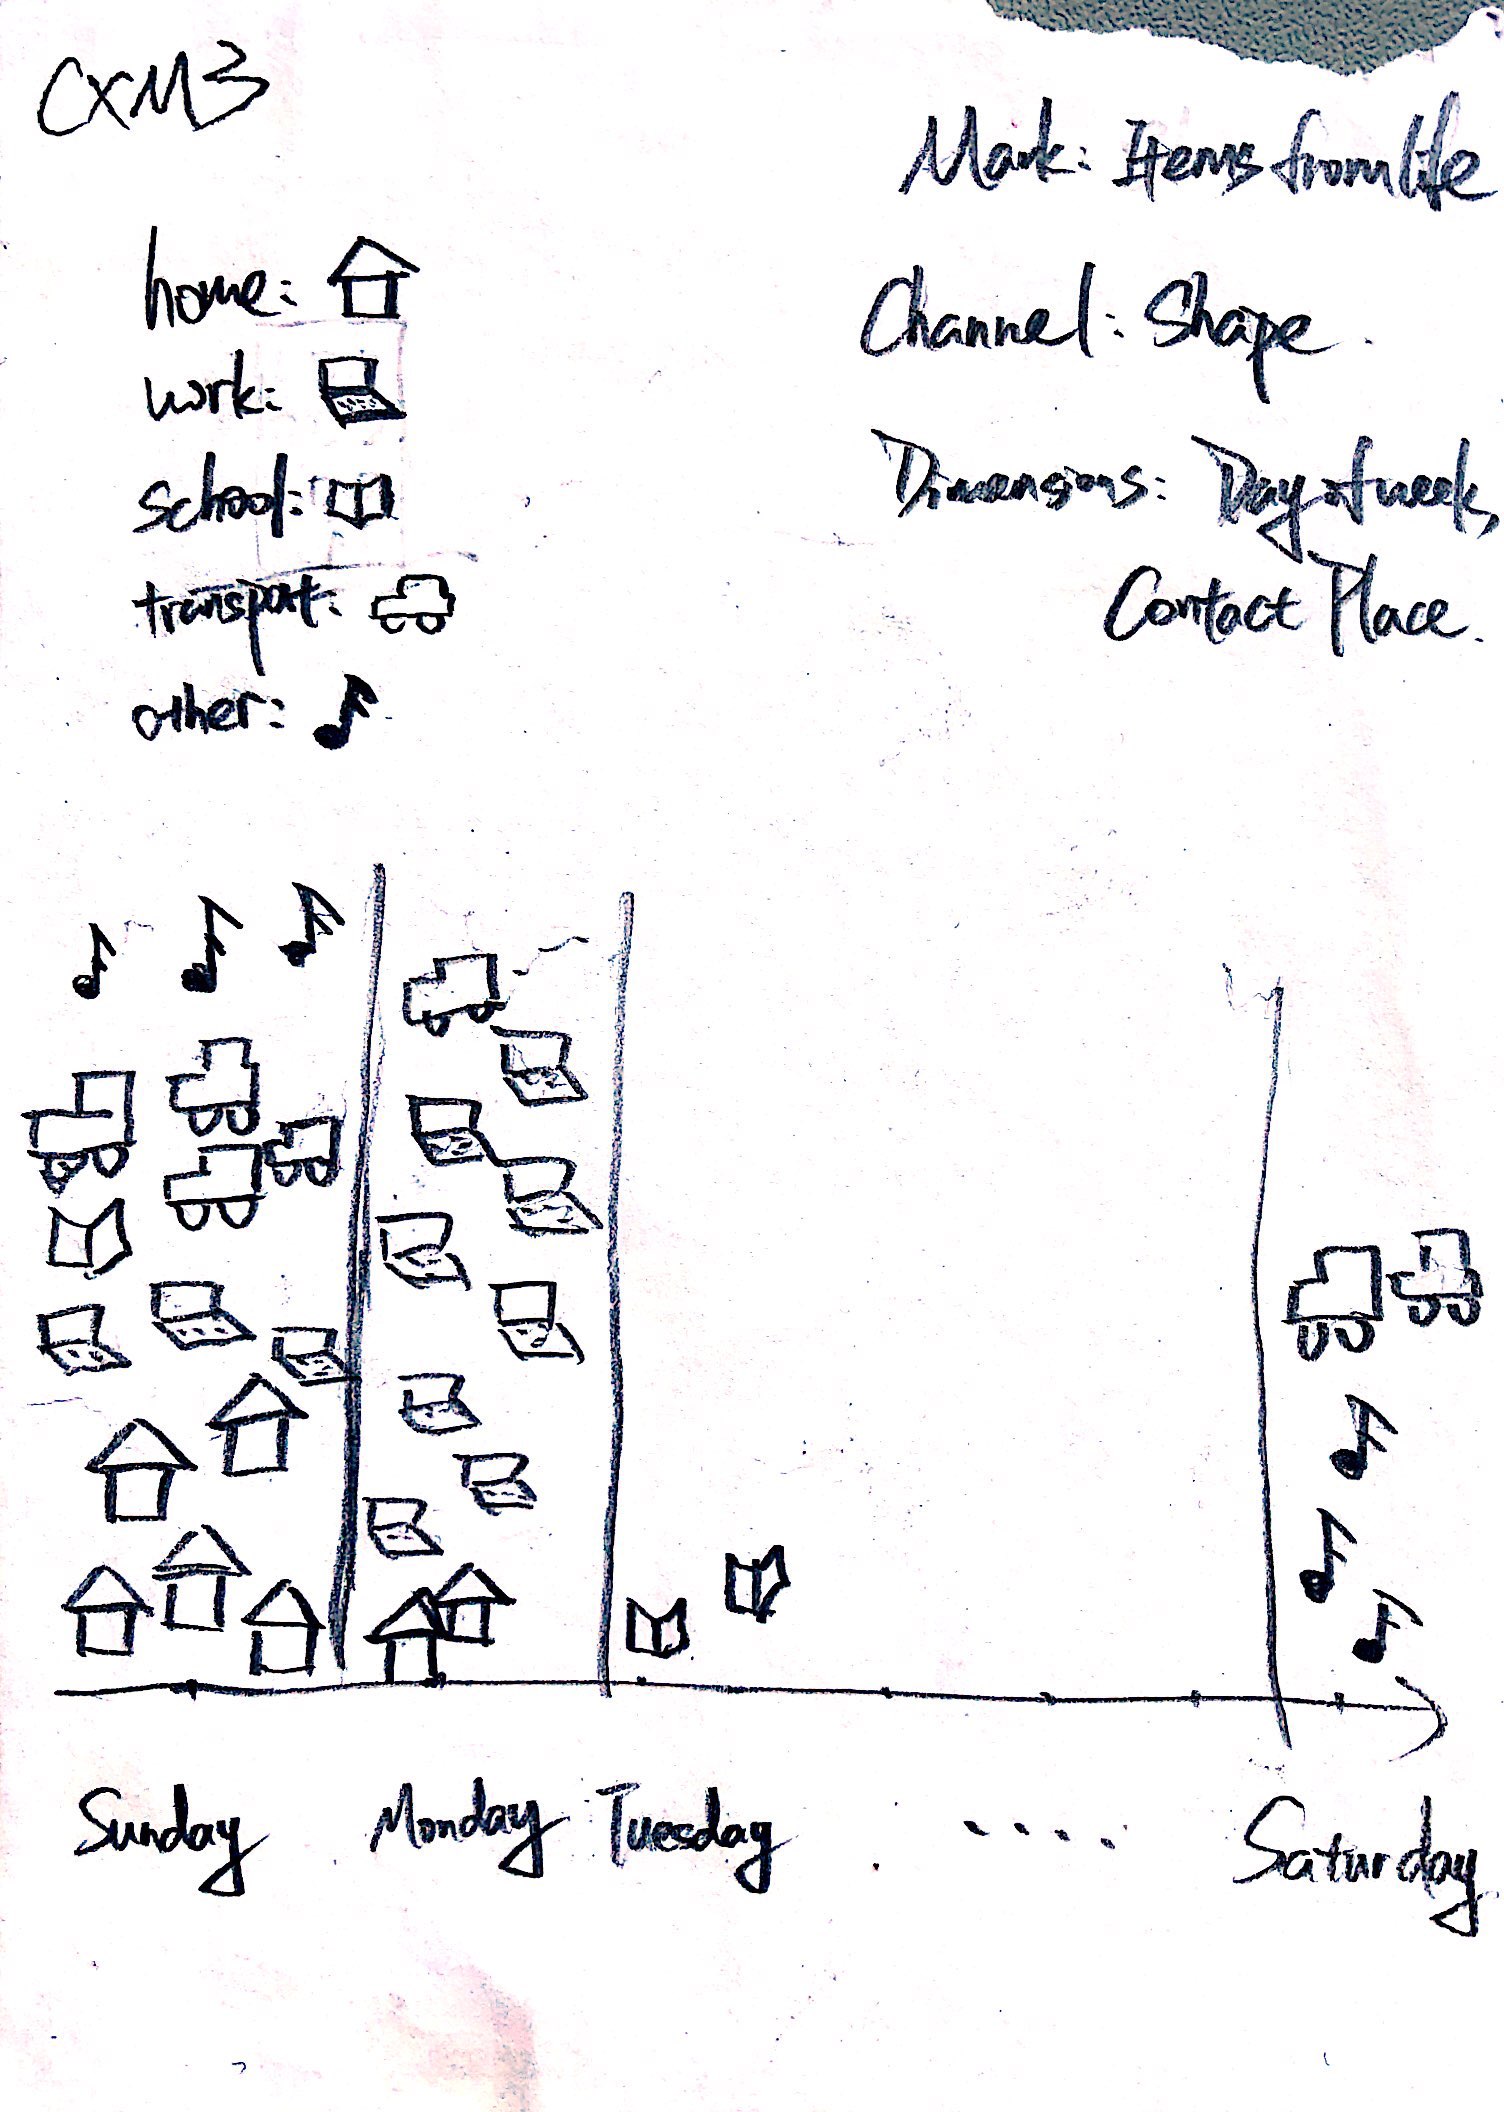 CXM3
Mark: Items from life
Channel: Shape.
Dimensions: Day of week,
Contact Place.
home:
work:
school:
transport:
other:
Sunday Monday Tuesday . .... Saturday